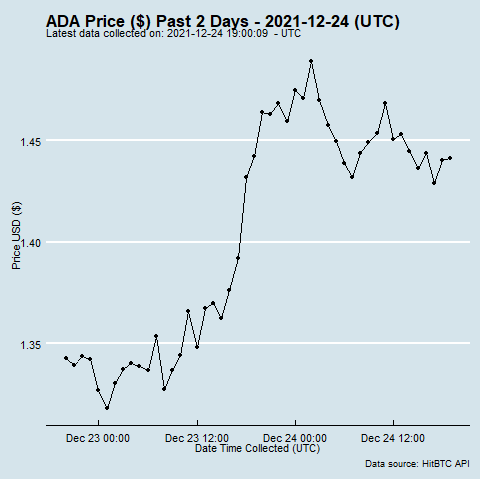 ADA Price ($) Past 2 Days - 2021-12-24 (UTC)
Latest data collected on: 2021-12-24 19:00:09 - UTC
1.45
1.40
1.35
Price USD ($)
Dec 23 00:00 Dec 23 12:00 Dec 24 00:00 Dec 24 12:00
Date Time Collected (UTC)
Data source: HitBTC API